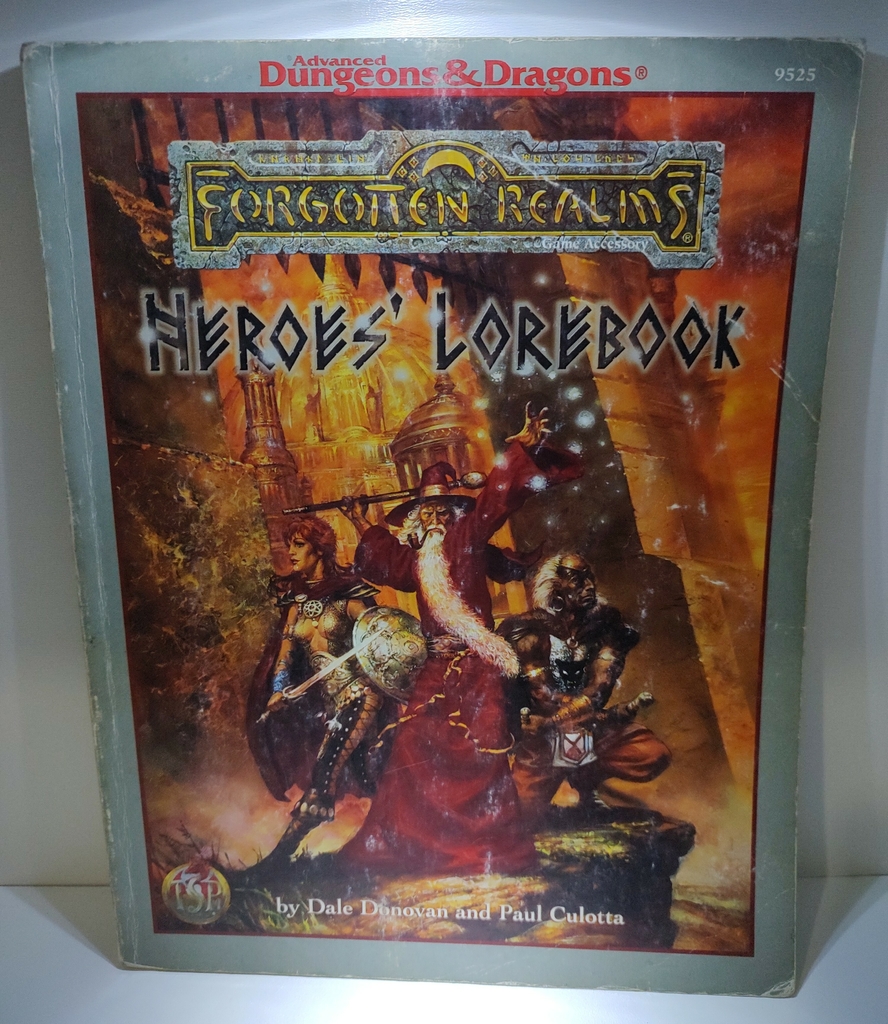 Advanced
Dungeons & Dragons®
9525
FORGOTTEN REALMS®
Game Accessory
HEROES' LOREBOOK
TSR
by Dale Donovan and Paul Culotta